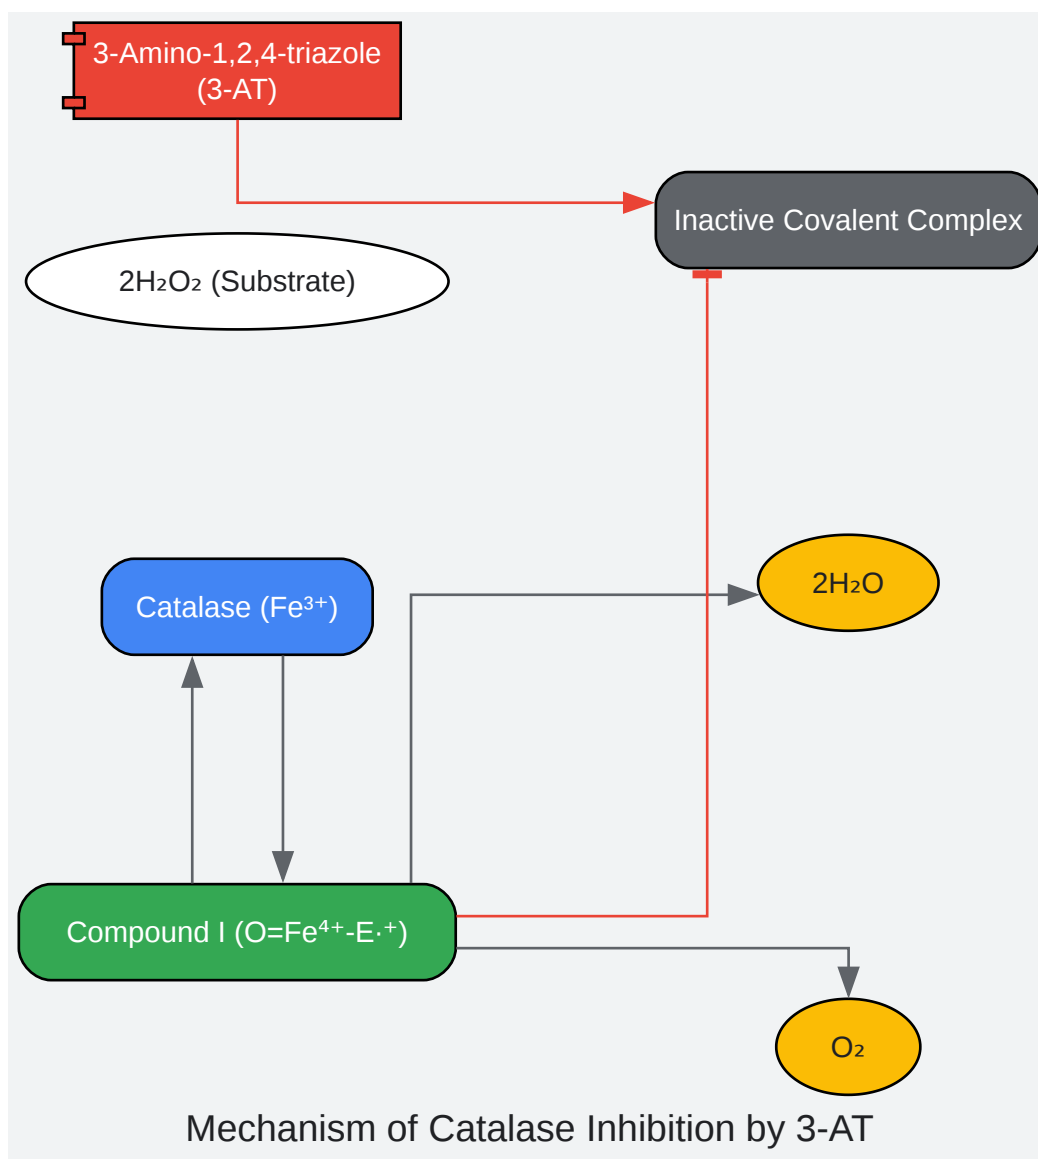 3-Amino-1,2,4-triazole
(3-AT)
Inactive Covalent Complex
2H₂O₂ (Substrate)
Catalase (Fe³⁺)
2H₂O
Compound I (O=Fe⁴⁺-E·⁺)
O₂
Mechanism of Catalase Inhibition by 3-AT